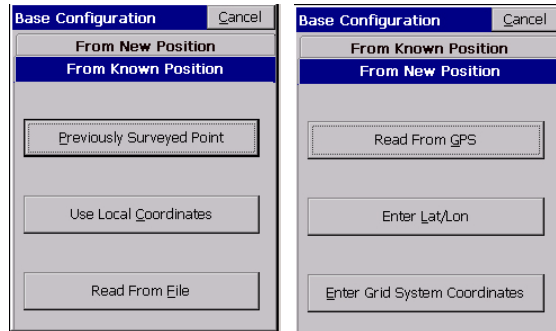 Base Configuration Cancel
From New Position
From Known Position
Previously Surveyed Point
Use Local Coordinates
Read From File
Base Configuration Cancel
From Known Position
From New Position
Read From GPS
Enter Lat/Lon
Enter Grid System Coordinates